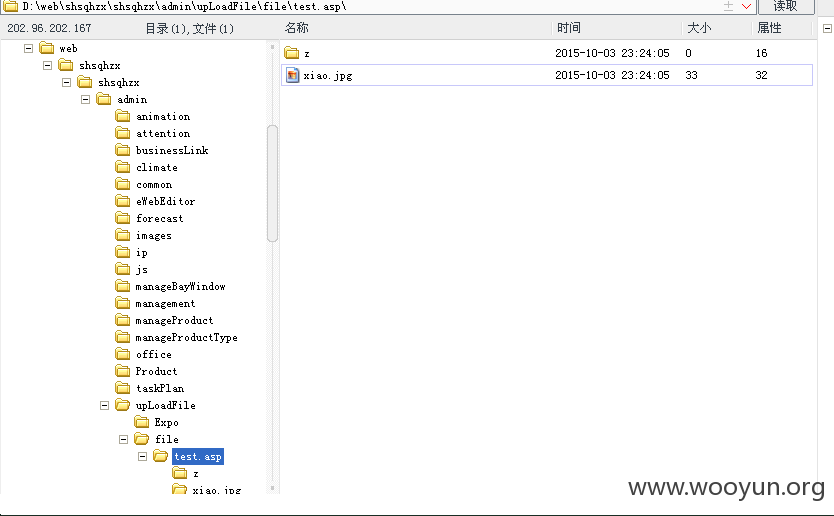 D:\web\shsqhzx\shsqhzx\admin\upLoadFile\file\test.asp\ 读取
202.96.202.167 目录(1),文件(1) 名称 时间 大小 属性
web
shsqhzx
shsqhzx
admin
animation
attention
businessLink
climate
common
eWebEditor
forecast
images
ip
js
manageBayWindow
management
manageProduct
manageProductType
office
Product
taskPlan
upLoadFile
Expo
file
test.asp
z
xiao.jpg
z 2015-10-03 23:24:05 0 16
xiao.jpg 2015-10-03 23:24:05 33 32
www.wooyun.org